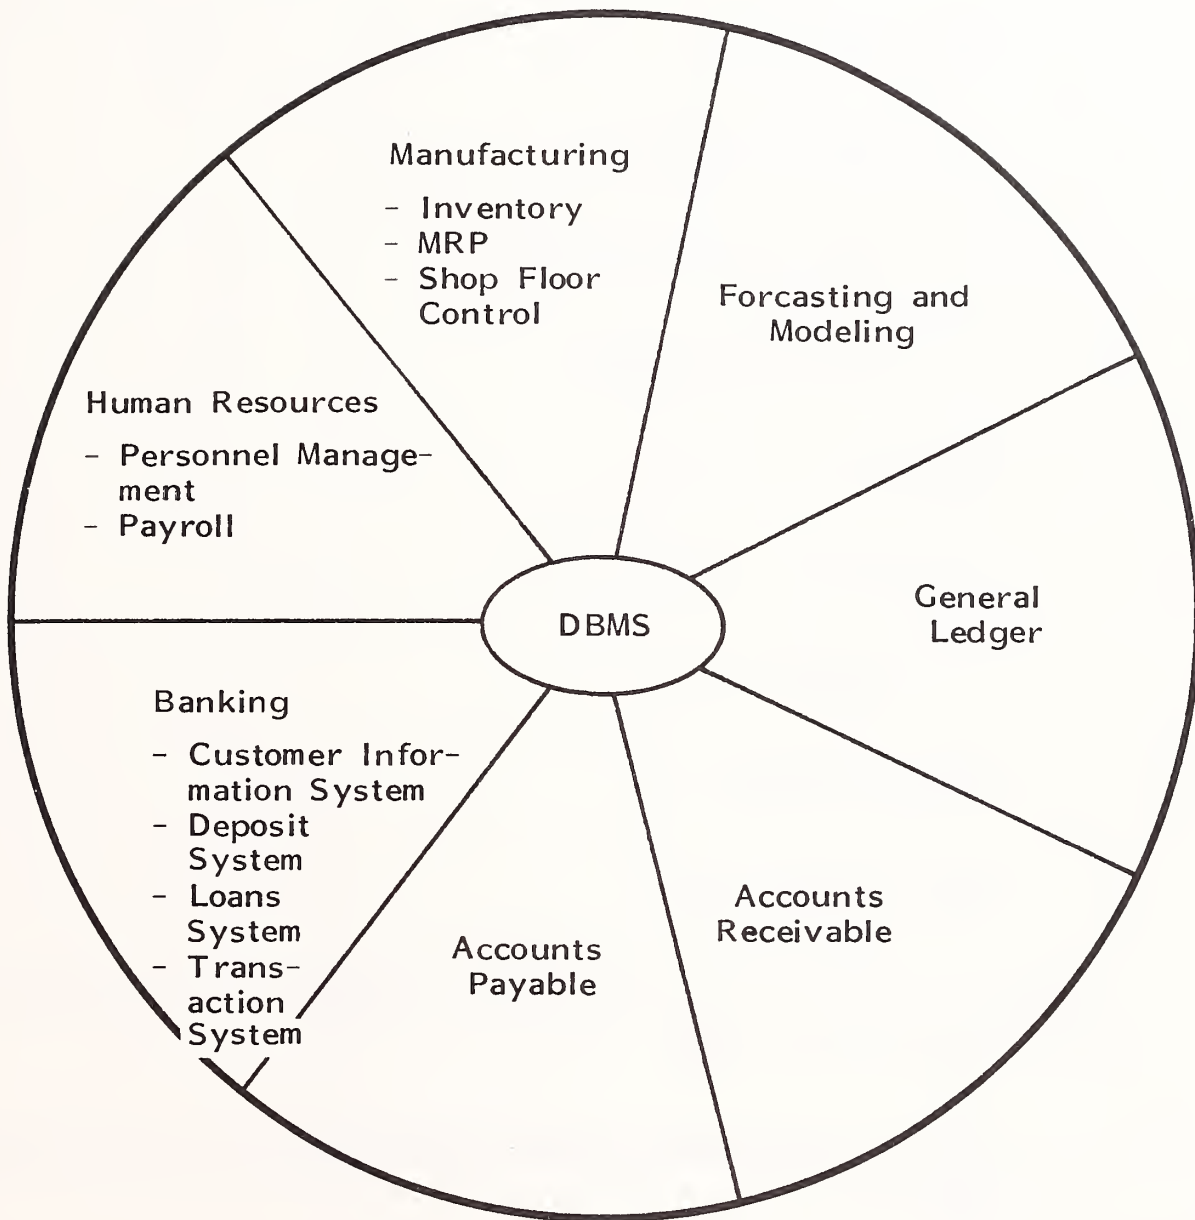 Manufacturing
- Inventory
- MRP
- Shop Floor
Control
Forcasting and
Modeling
Human Resources
- Personnel Manage-
ment
- Payroll
DBMS
General
Ledger
Banking
- Customer Infor-
mation System
- Deposit
System
- Loans
System
- Trans-
action
System
Accounts
Payable
Accounts
Receivable